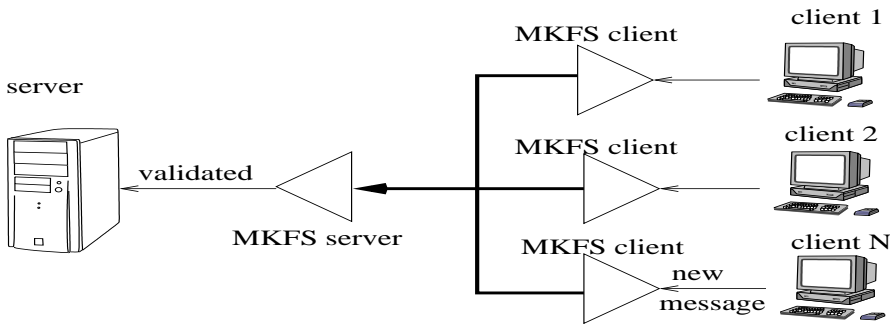 client 1
MKFS client
server
client 2
MKFS client
validated
MKFS server
client N
MKFS client
new
message